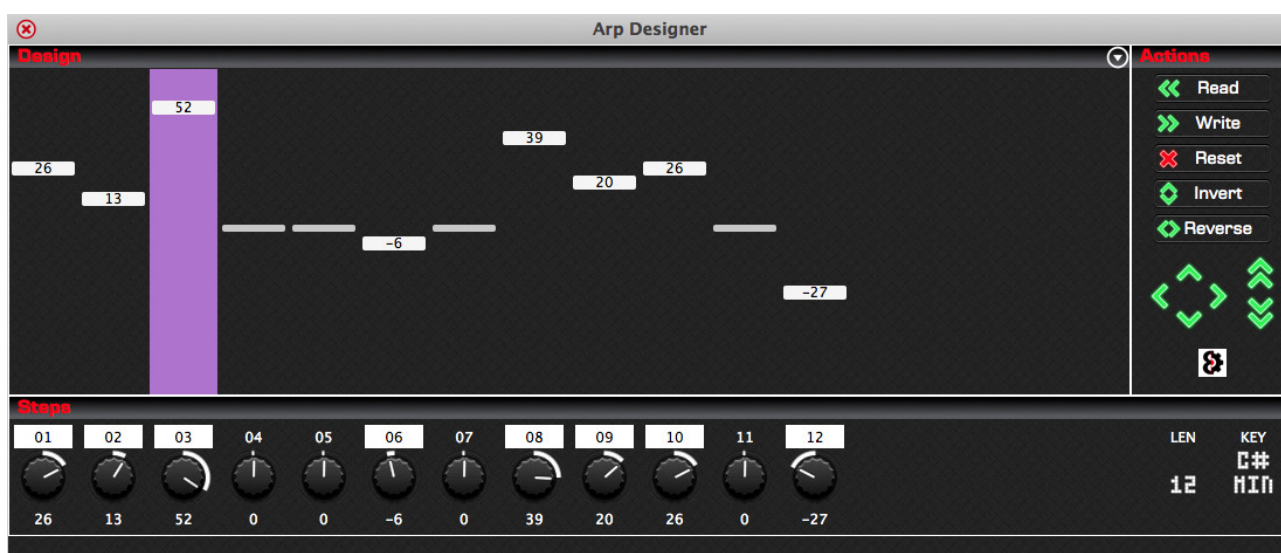 Arp Designer
Design
Actions
52
39
26
20
26
13
-6
-27
Read
Write
Reset
Invert
Reverse
Steps
01 02 03 04 05 06 07 08 09 10 11 12 LEN KEY
C#
12 MIN
26 13 52 0 0 -6 0 39 20 26 0 -27